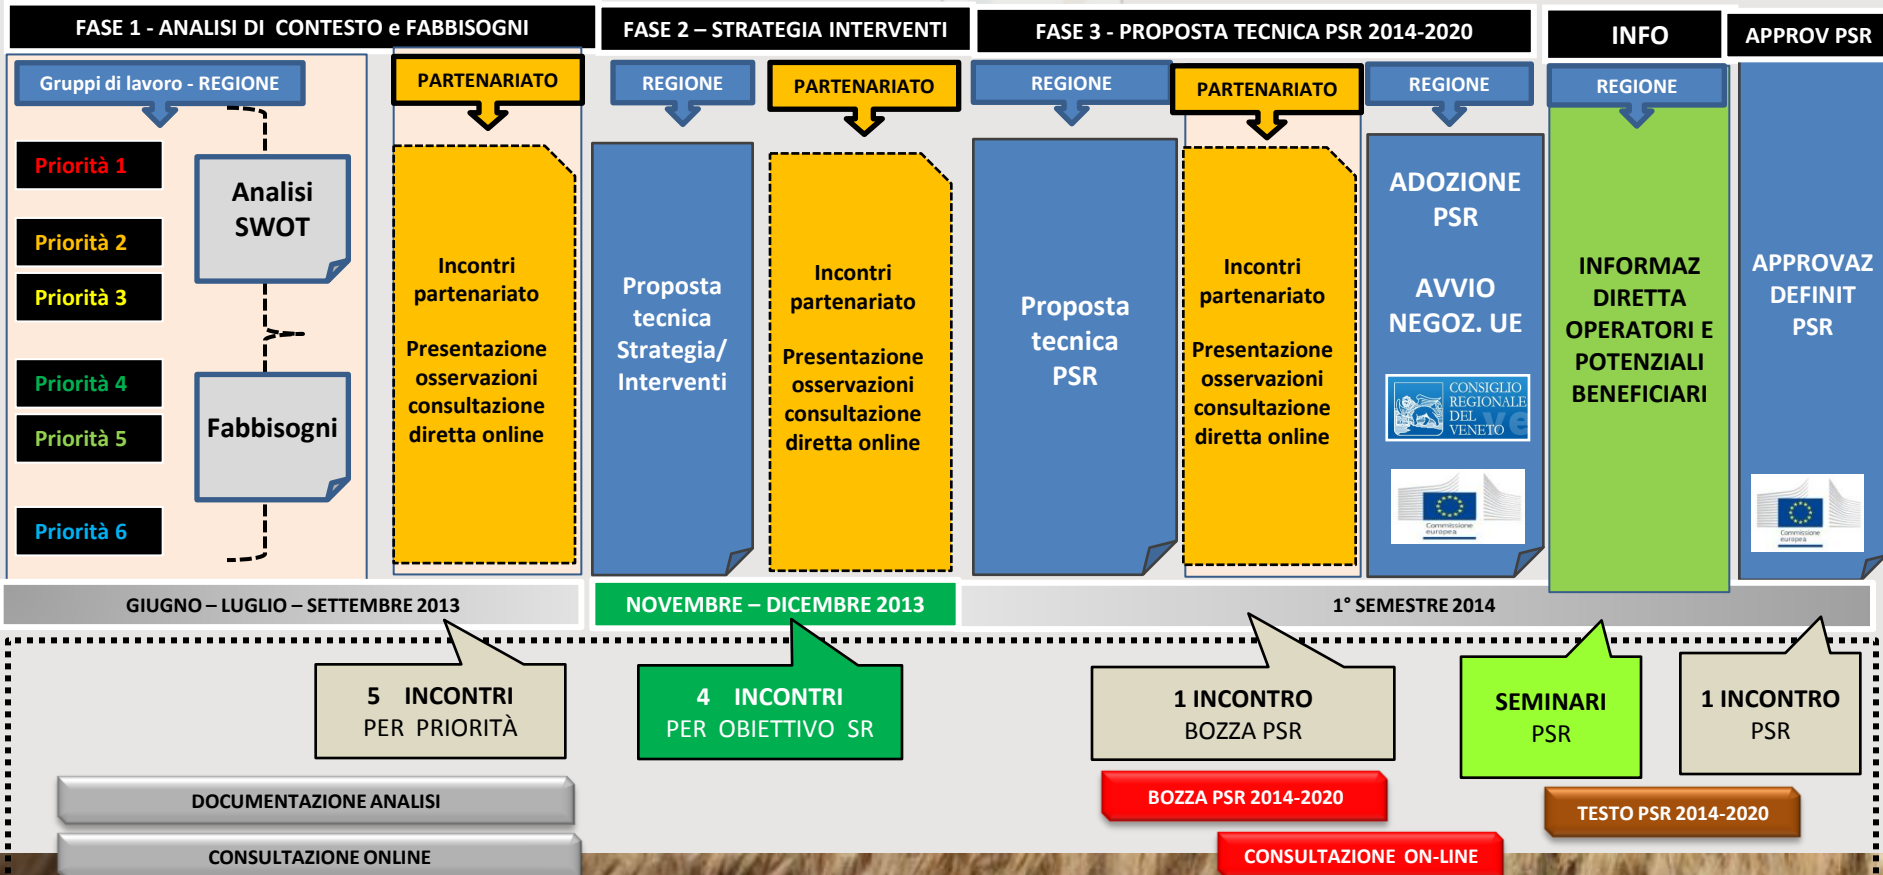 FASE 1 - ANALISI DI CONTESTO e FABBISOGNI
FASE 2 – STRATEGIA INTERVENTI
FASE 3 - PROPOSTA TECNICA PSR 2014-2020
INFO
APPROV PSR
Gruppi di lavoro - REGIONE
PARTENARIATO
REGIONE
PARTENARIATO
REGIONE
PARTENARIATO
REGIONE
REGIONE
Priorità 1
Priorità 2
Priorità 3
Priorità 4
Priorità 5
Priorità 6
Analisi
SWOT
Fabbisogni
Incontri
partenariato
Presentazione
osservazioni
consultazione
diretta online
Proposta
tecnica
Strategia/
Interventi
Incontri
partenariato
Presentazione
osservazioni
consultazione
diretta online
Proposta
tecnica
PSR
Incontri
partenariato
Presentazione
osservazioni
consultazione
diretta online
ADOZIONE
PSR
AVVIO
NEGOZ. UE
CONSIGLIO
REGIONALE
DEL
VENETO
ve
Commissione
europea
INFORMAZ
DIRETTA
OPERATORI E
POTENZIALI
BENEFICIARI
APPROVAZ
DEFINIT
PSR
Commissione
europea
GIUGNO – LUGLIO – SETTEMBRE 2013
NOVEMBRE – DICEMBRE 2013
1° SEMESTRE 2014
5 INCONTRI
PER PRIORITÀ
4 INCONTRI
PER OBIETTIVO SR
1 INCONTRO
BOZZA PSR
SEMINARI
PSR
1 INCONTRO
PSR
DOCUMENTAZIONE ANALISI
CONSULTAZIONE ONLINE
BOZZA PSR 2014-2020
CONSULTAZIONE ON-LINE
TESTO PSR 2014-2020